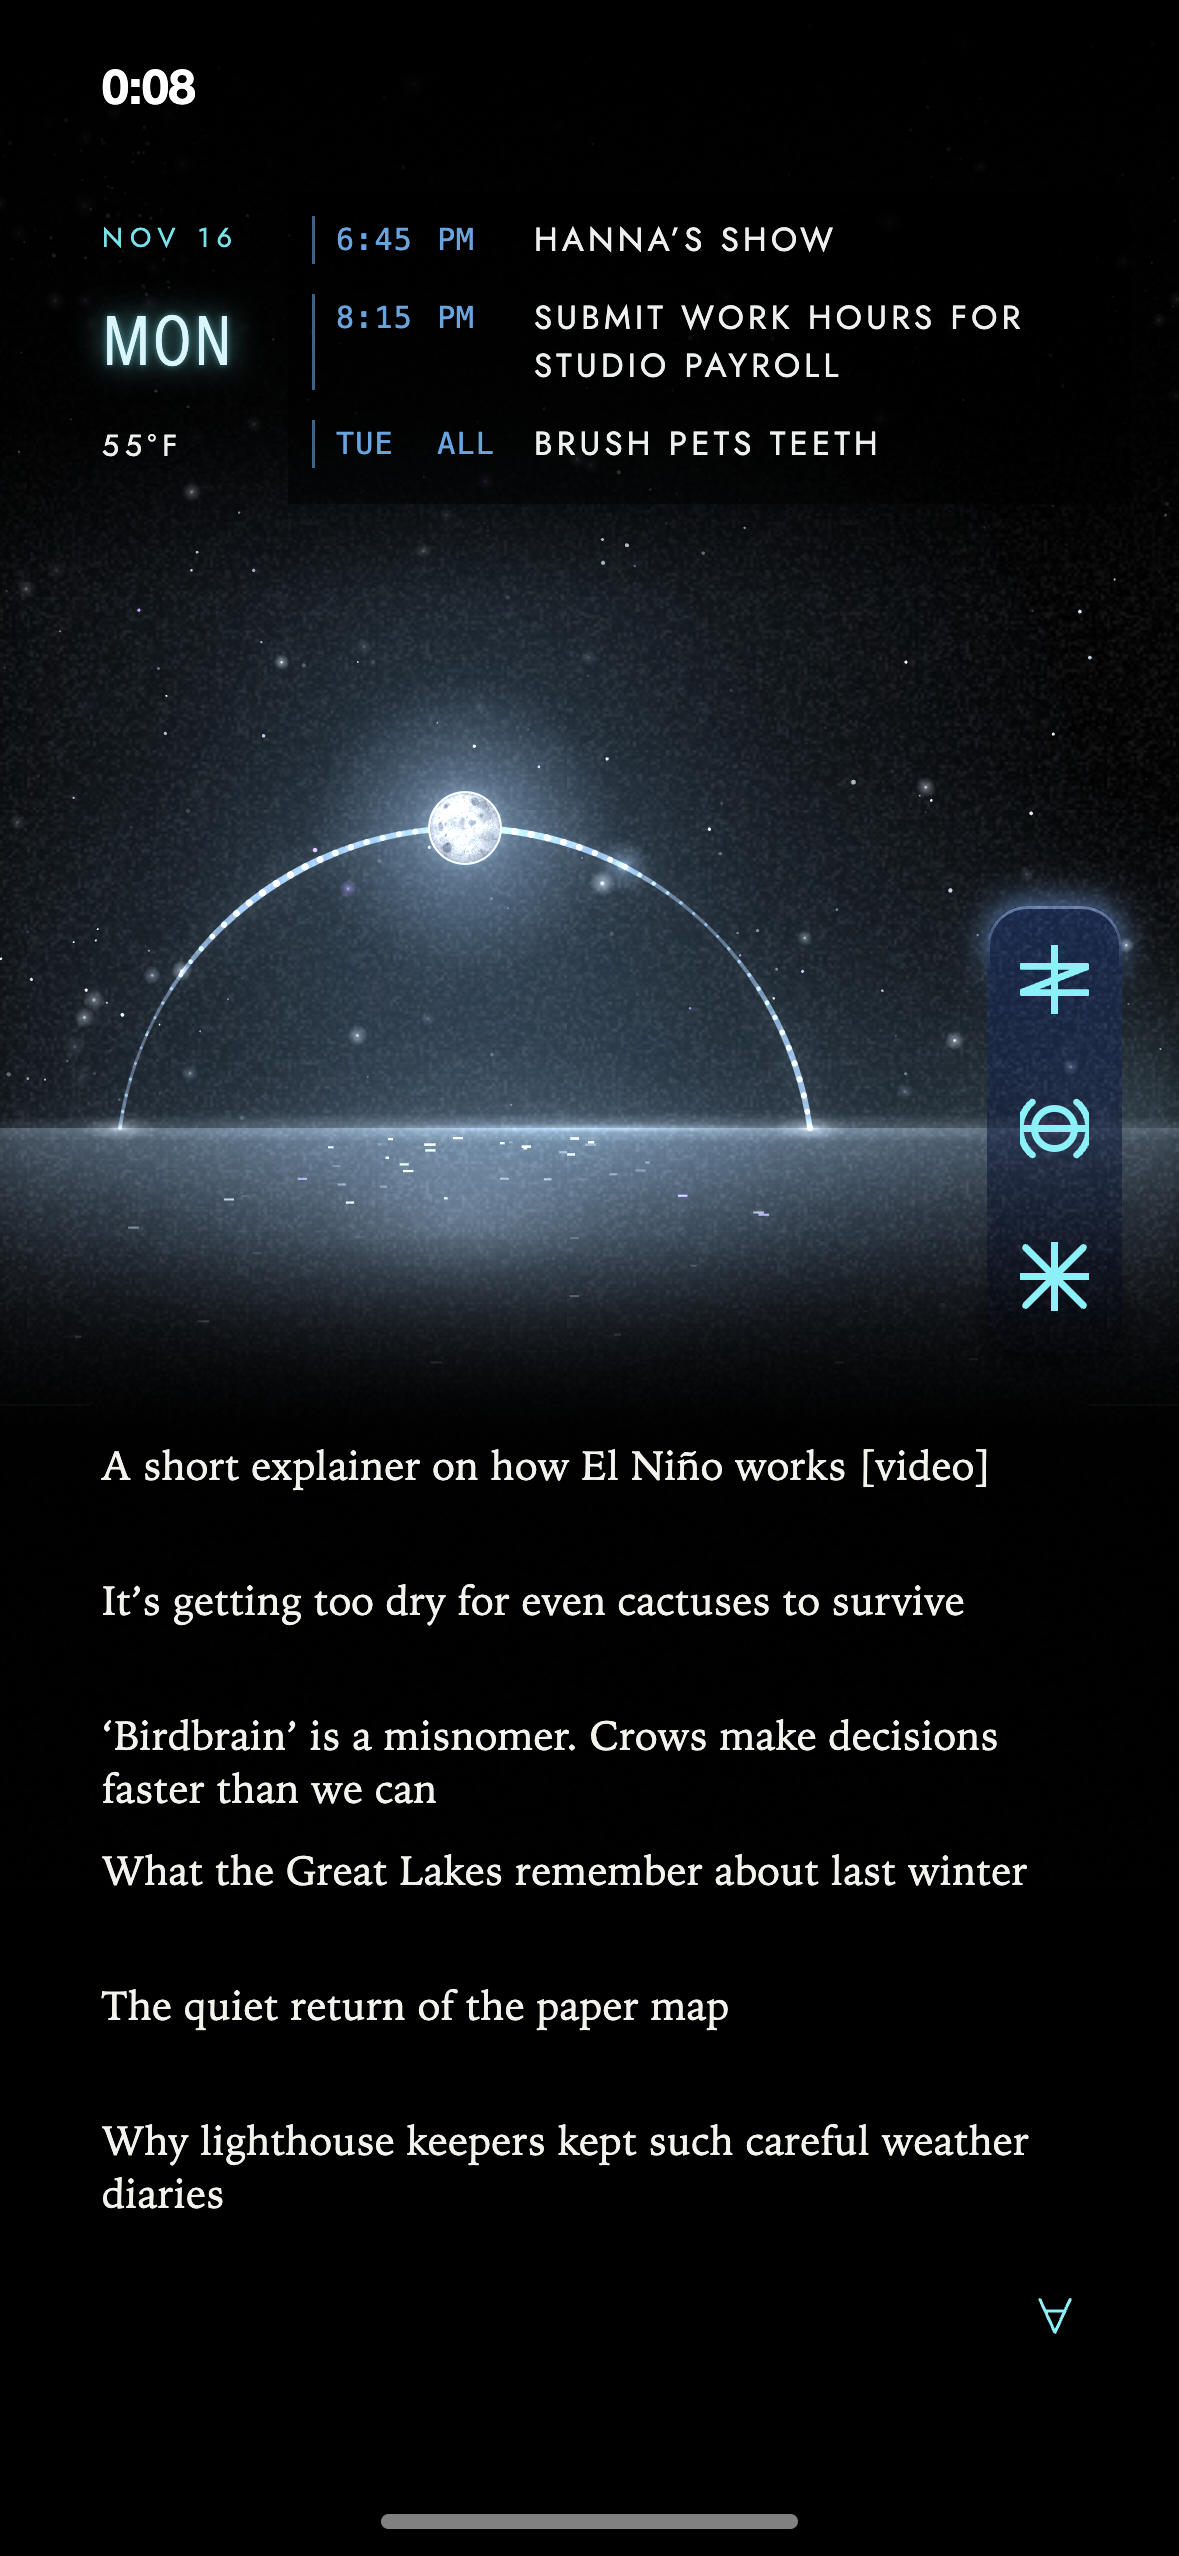 0:08
NOV 16
MON
55°F
6:45 PM HANNA’S SHOW
8:15 PM SUBMIT WORK HOURS FOR
STUDIO PAYROLL
TUE ALL BRUSH PETS TEETH
A short explainer on how El Niño works [video]
It’s getting too dry for even cactuses to survive
‘Birdbrain’ is a misnomer. Crows make decisions
faster than we can
What the Great Lakes remember about last winter
The quiet return of the paper map
Why lighthouse keepers kept such careful weather
diaries